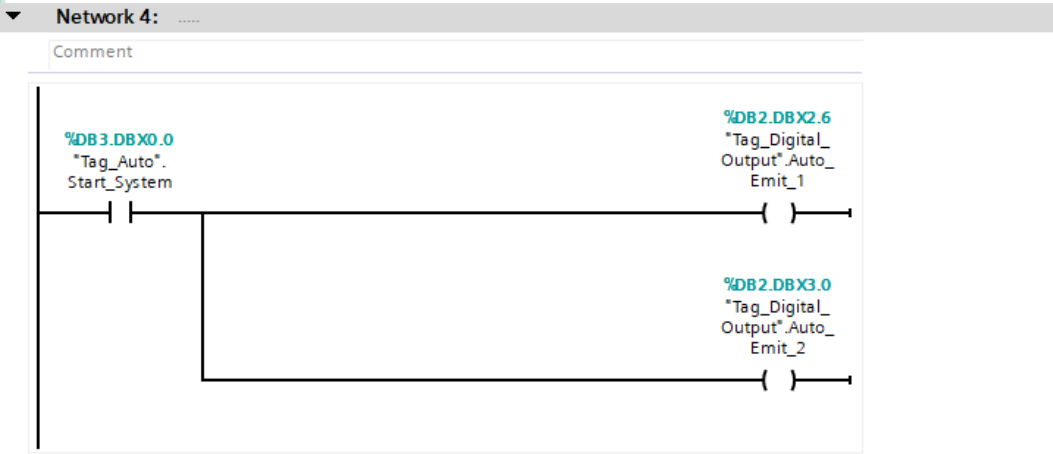 Network 4: .....
Comment
%DB3.DBX0.0
"Tag_Auto".
Start_System
%DB2.DBX2.6
"Tag_Digital_
Output".Auto_
Emit_1
%DB2.DBX3.0
"Tag_Digital_
Output".Auto_
Emit_2